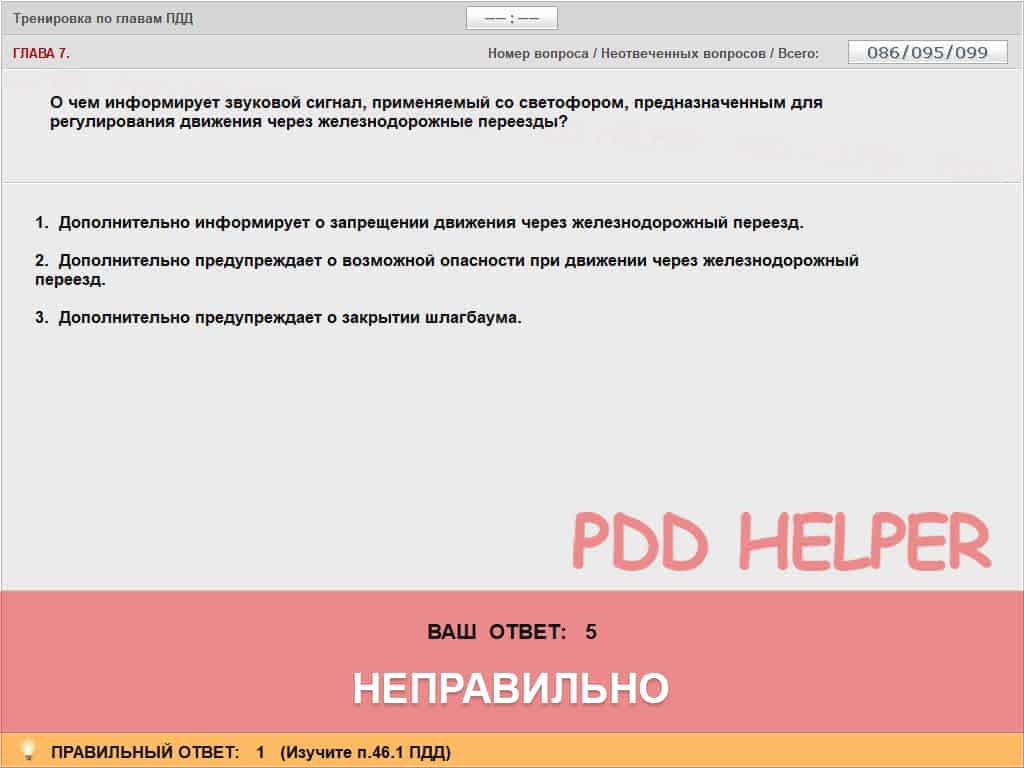 Тренировка по главам ПДД
––:––
ГЛАВА 7.
Номер вопроса / Неотвеченных вопросов / Всего:
086/095/099
О чем информирует звуковой сигнал, применяемый со светофором, предназначенным для
регулирования движения через железнодорожные переезды?
1. Дополнительно информирует о запрещении движения через железнодорожный переезд.
2. Дополнительно предупреждает о возможной опасности при движении через железнодорожный
переезд.
3. Дополнительно предупреждает о закрытии шлагбаума.
PDD HELPER
ВАШ ОТВЕТ: 5
НЕПРАВИЛЬНО
ПРАВИЛЬНЫЙ ОТВЕТ: 1 (Изучите п.46.1 ПДД)